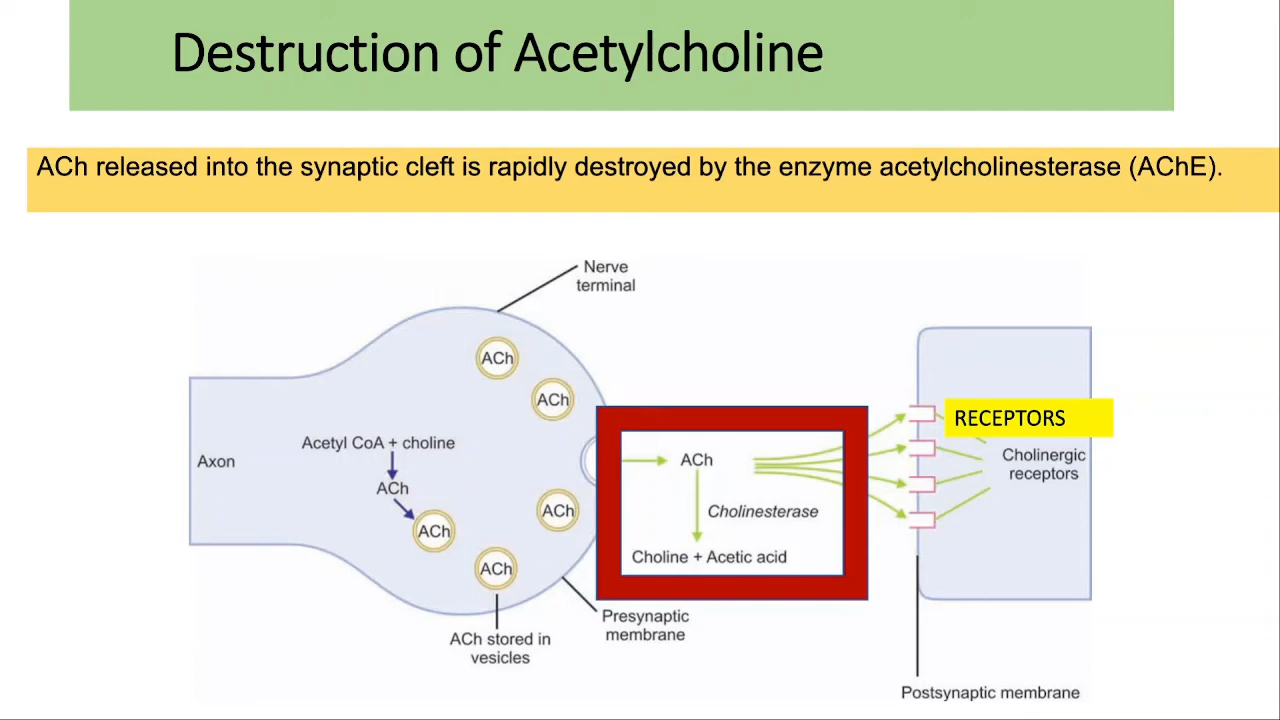 Destruction of Acetylcholine
ACh released into the synaptic cleft is rapidly destroyed by the enzyme acetylcholinesterase (AChE).
Nerve
terminal
ACh
ACh
Acetyl CoA + choline
Axon
ACh
ACh
ACh
ACh
ACh stored in
vesicles
Presynaptic
membrane
ACh
Cholinesterase
Choline + Acetic acid
RECEPTORS
Cholinergic
receptors
Postsynaptic membrane